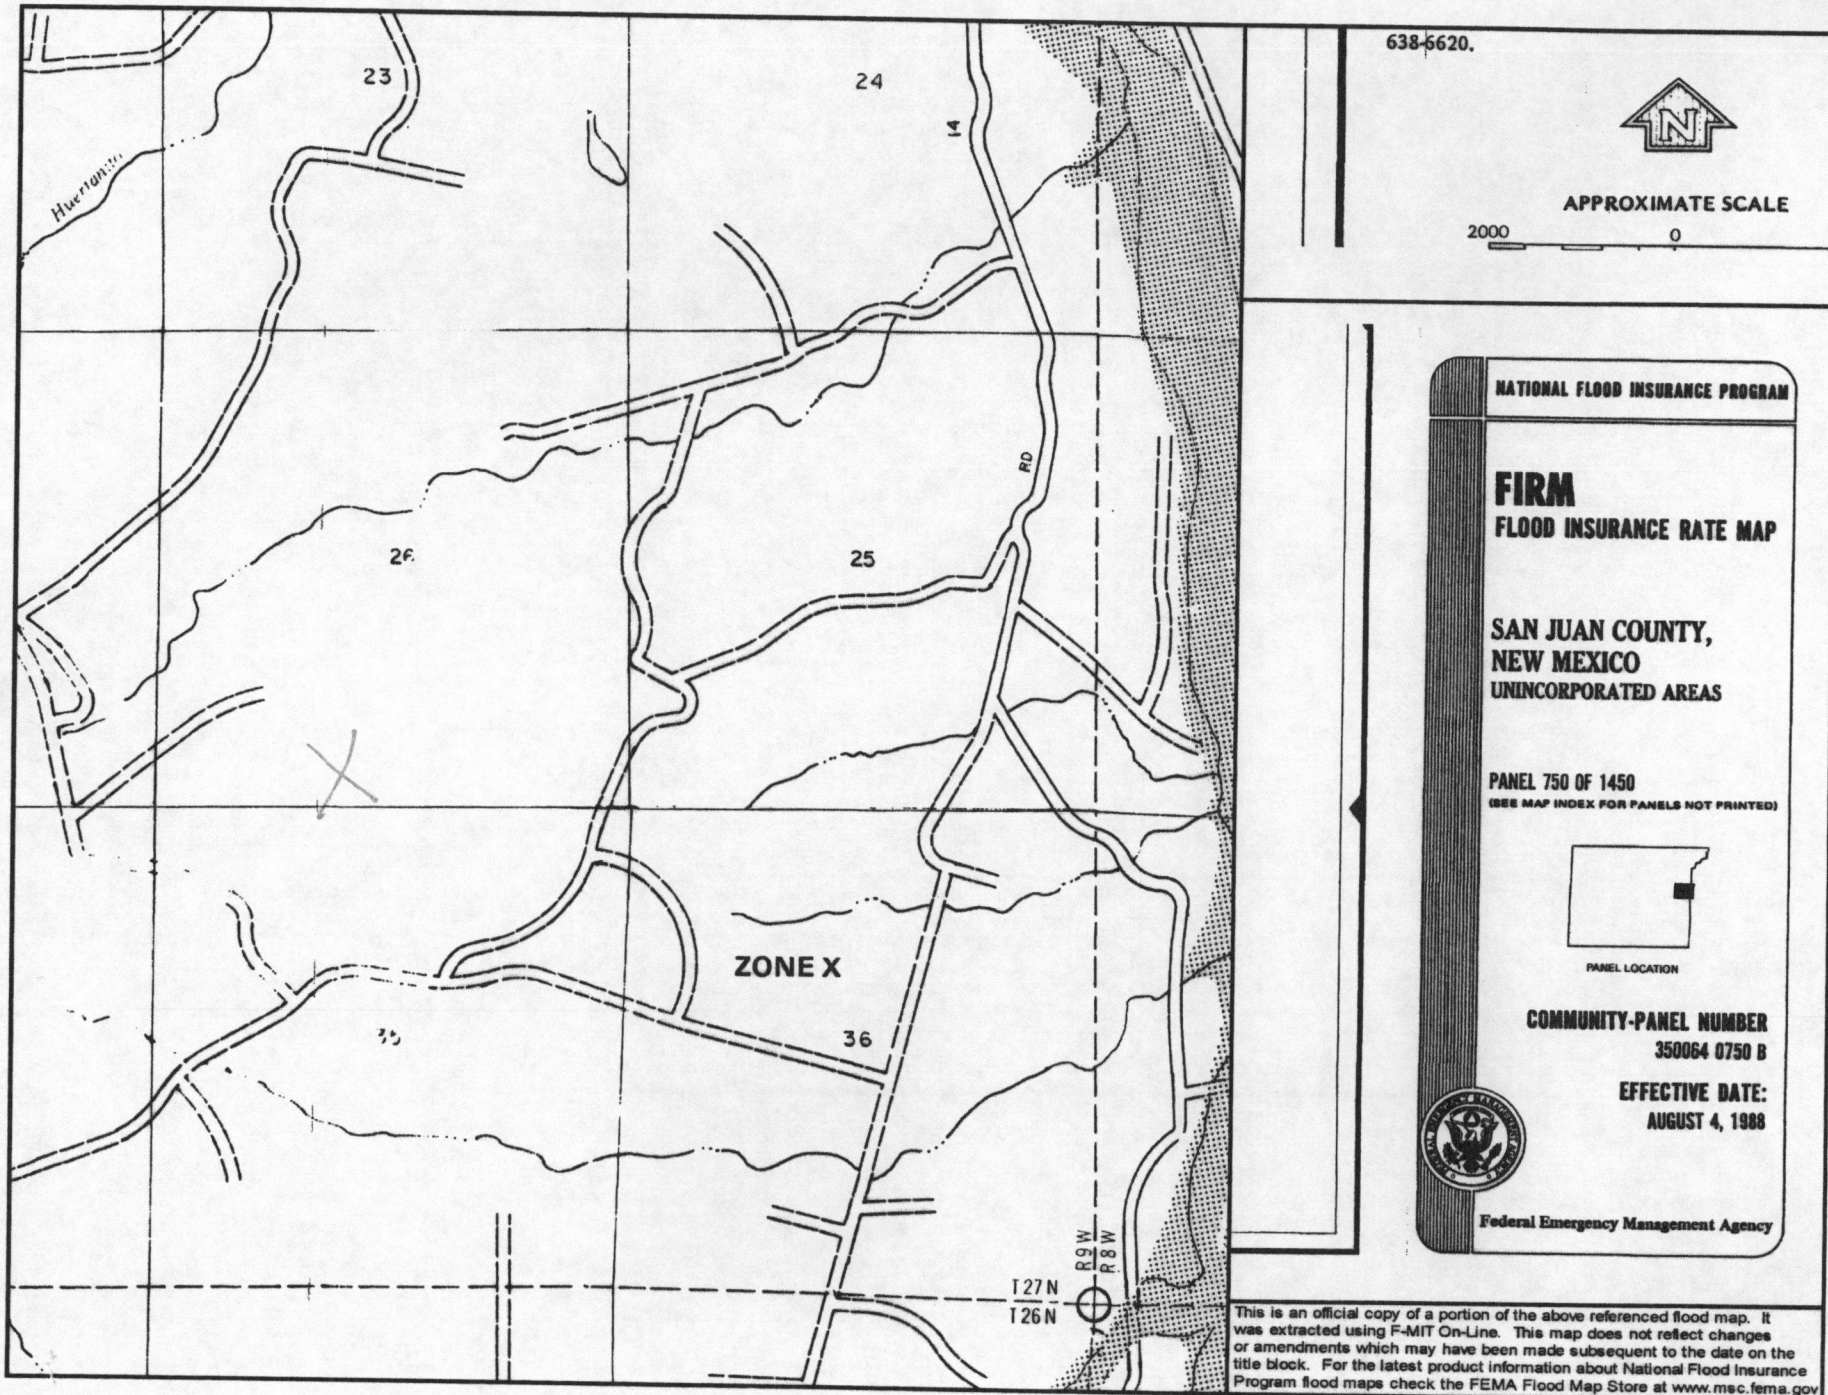 23
24
14
638-6620.
N
APPROXIMATE SCALE
2000 0
NATIONAL FLOOD INSURANCE PROGRAM
FIRM
FLOOD INSURANCE RATE MAP
RD
26
25
SAN JUAN COUNTY,
NEW MEXICO
UNINCORPORATED AREAS
PANEL 750 OF 1450
(SEE MAP INDEX FOR PANELS NOT PRINTED)
PANEL LOCATION
ZONE X
36
COMMUNITY-PANEL NUMBER
350064 0750 B
EFFECTIVE DATE:
AUGUST 4, 1988
Federal Emergency Management Agency
R9W
R8W
T27N
T26N
This is an official copy of a portion of the above referenced flood map. It
was extracted using F-MIT On-Line. This map does not reflect changes
or amendments which may have been made subsequent to the date on the
title block. For the latest product information about National Flood Insurance
Program flood maps check the FEMA Flood Map Store at www.msc.fema.gov